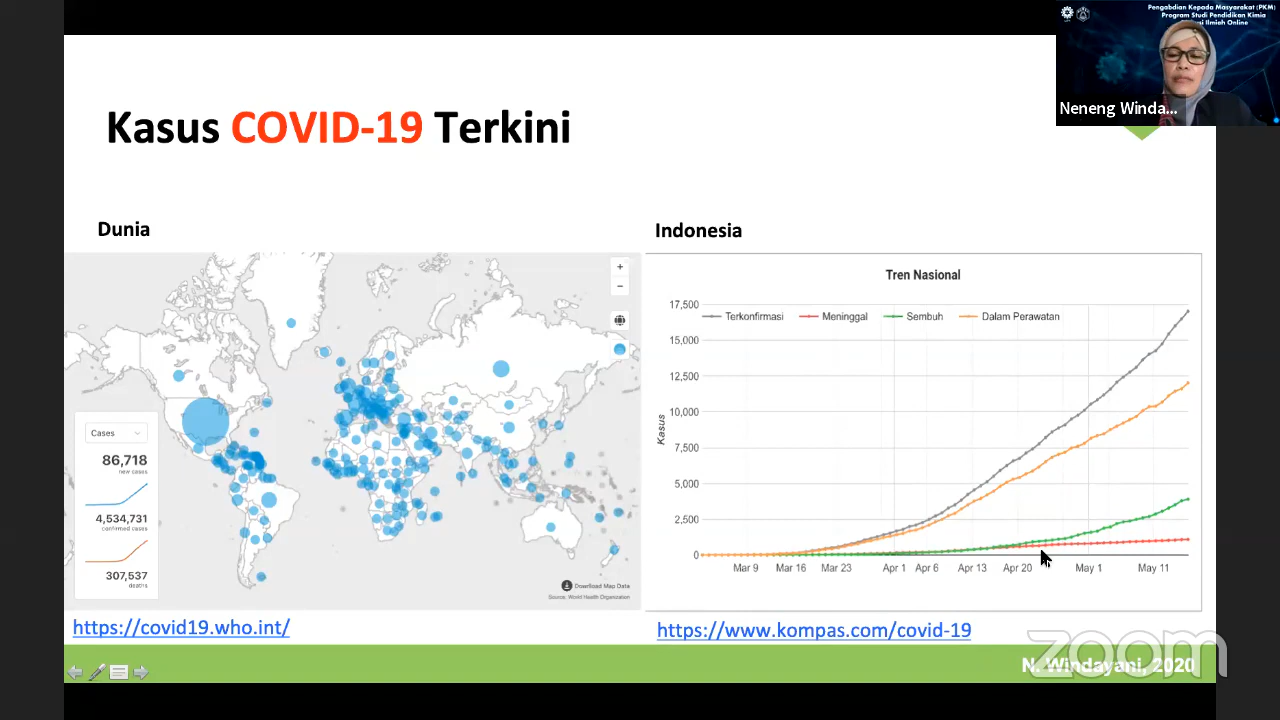 Pengabdian Kepada Masyarakat (PKM)
Program Studi Pendidikan Kimia
Ilmiah Online
Neneng Winda...
Kasus COVID-19 Terkini
Dunia
Indonesia
+
−
Cases
86,718
new cases
4,534,731
confirmed cases
307,537
deaths
Download Map Data
Source: World Health Organization
Tren Nasional
Terkonfirmasi Meninggal Sembuh Dalam Perawatan
Kasus
17,500
15,000
12,500
10,000
7,500
5,000
2,500
0
Mar 9 Mar 16 Mar 23 Apr 1 Apr 6 Apr 13 Apr 20 May 1 May 11
https://covid19.who.int/
https://www.kompas.com/covid-19
N. Windayani, 2020
zoom